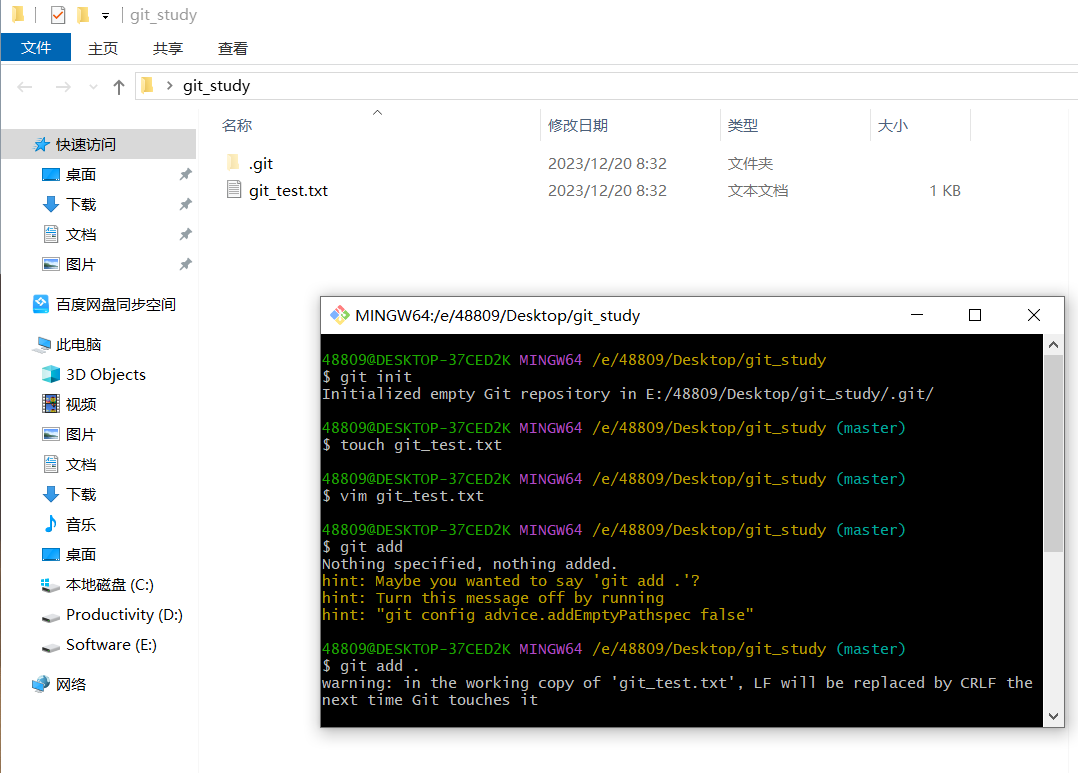 git_study
文件 主页 共享 查看
git_study
名称 修改日期 类型 大小
.git 2023/12/20 8:32 文件夹
git_test.txt 2023/12/20 8:32 文本文档 1 KB
快速访问
桌面
下载
文档
图片
百度网盘同步空间
此电脑
3D Objects
视频
图片
文档
下载
音乐
桌面
本地磁盘 (C:)
Productivity (D:)
Software (E:)
网络
MINGW64:/e/48809/Desktop/git_study
48809@DESKTOP-37CED2K MINGW64 /e/48809/Desktop/git_study
$ git init
Initialized empty Git repository in E:/48809/Desktop/git_study/.git/
48809@DESKTOP-37CED2K MINGW64 /e/48809/Desktop/git_study (master)
$ touch git_test.txt
48809@DESKTOP-37CED2K MINGW64 /e/48809/Desktop/git_study (master)
$ vim git_test.txt
48809@DESKTOP-37CED2K MINGW64 /e/48809/Desktop/git_study (master)
$ git add
Nothing specified, nothing added.
hint: Maybe you wanted to say 'git add .'?
hint: Turn this message off by running
hint: "git config advice.addEmptyPathspec false"
48809@DESKTOP-37CED2K MINGW64 /e/48809/Desktop/git_study (master)
$ git add .
warning: in the working copy of 'git_test.txt', LF will be replaced by CRLF the
next time Git touches it